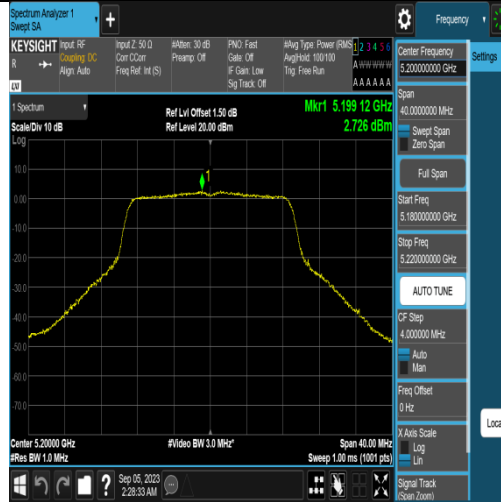 Spectrum Analyzer 1
Swept SA
+
Frequency
KEYSIGHT
R
LXI
Input: RF
Coupling: DC
Align: Auto
Input Z: 50 Ω
Corr CCorr
Freq Ref: Int (S)
#Atten: 30 dB
Preamp: Off
PNO: Fast
Gate: Off
IF Gain: Low
Sig Track: Off
#Avg Type: Power (RMS
Avg|Hold: 100/100
Trig: Free Run
1 2 3 4 5 6
A W W W W W
A A A A A A
1 Spectrum
Scale/Div 10 dB
Log
Ref Lvl Offset 1.50 dB
Ref Level 20.00 dBm
Mkr1 5.199 12 GHz
2.726 dBm
1
10.0
0.00
-10.0
-20.0
-30.0
-40.0
-50.0
-60.0
-70.0
Center 5.20000 GHz
#Res BW 1.0 MHz
#Video BW 3.0 MHz*
Span 40.00 MHz
Sweep 1.00 ms (1001 pts)
Sep 05, 2023
2:28:33 AM
?
Center Frequency
5.200000000 GHz
Span
40.0000000 MHz
Swept Span
Zero Span
Full Span
Start Freq
5.180000000 GHz
Stop Freq
5.220000000 GHz
AUTO TUNE
CF Step
4.000000 MHz
Auto
Man
Freq Offset
0 Hz
X Axis Scale
Log
Lin
Signal Track
(Span Zoom)
Settings
Loca